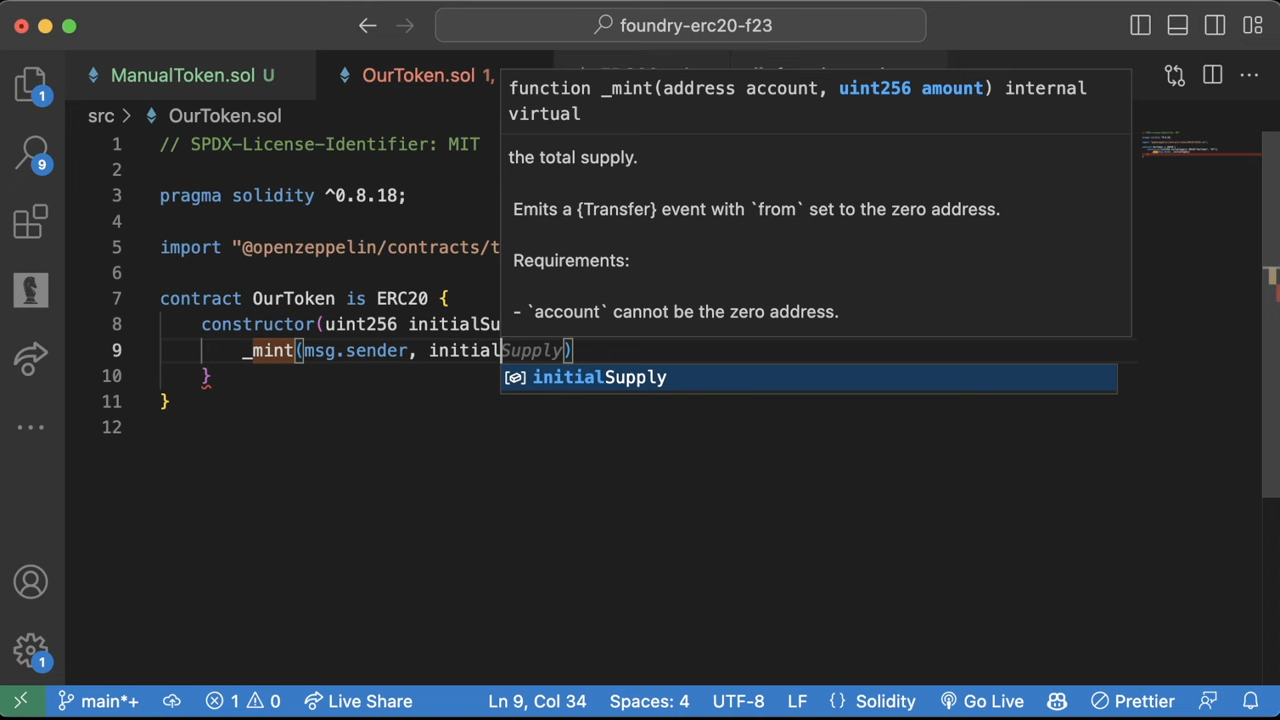 foundry-erc20-f23
ManualToken.sol U
OurToken.sol 1,
src > OurToken.sol
function _mint(address account, uint256 amount) internal
virtual
the total supply.
Emits a {Transfer} event with `from` set to the zero address.
Requirements:
- `account` cannot be the zero address.
1 // SPDX-License-Identifier: MIT
2
3 pragma solidity ^0.8.18;
4
5 import "@openzeppelin/contracts/t
6
7 contract OurToken is ERC20 {
8 constructor(uint256 initialSu
9 _mint(msg.sender, initialSupply)
initialSupply
10 }
11 }
12
1
9
1
main*+
1 0
Live Share
Ln 9, Col 34
Spaces: 4
UTF-8
LF
{} Solidity
Go Live
Prettier